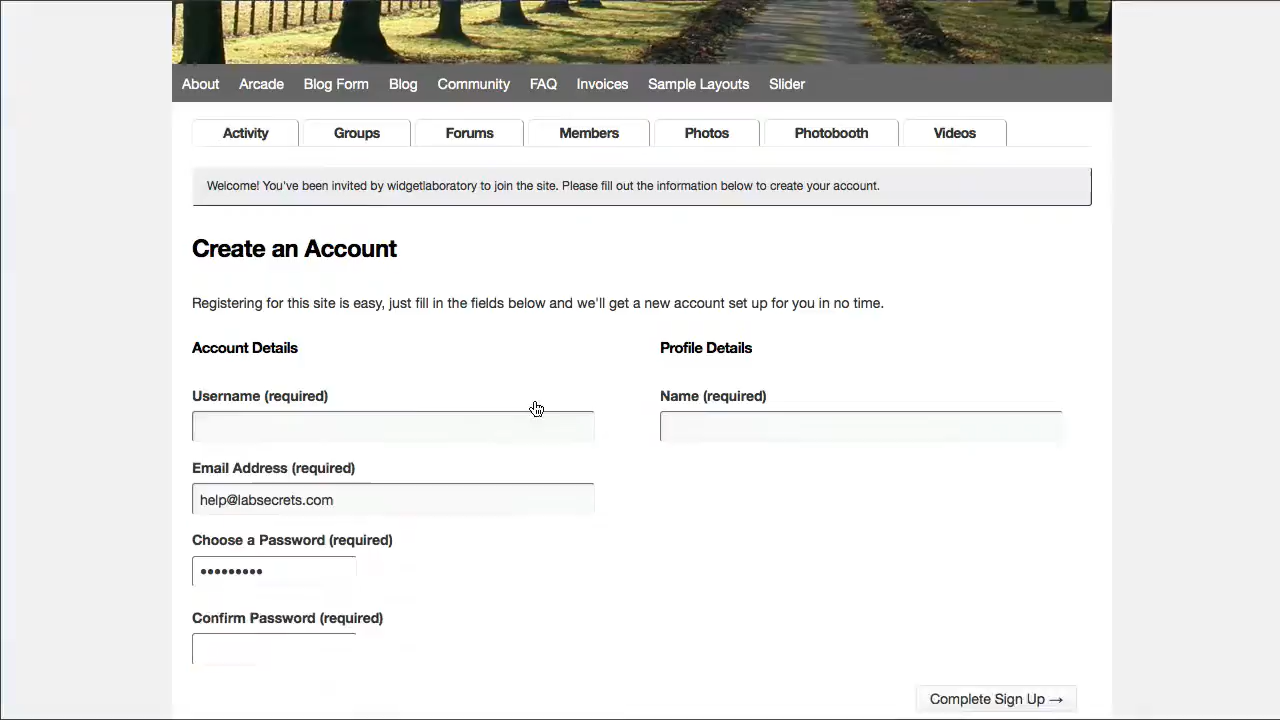 About Arcade Blog Form Blog Community FAQ Invoices Sample Layouts Slider
Activity Groups Forums Members Photos Photobooth Videos
Welcome! You've been invited by widgetlaboratory to join the site. Please fill out the information below to create your account.
Create an Account
Registering for this site is easy, just fill in the fields below and we'll get a new account set up for you in no time.
Account Details
Profile Details
Username (required)
Name (required)
Email Address (required)
help@labsecrets.com
Choose a Password (required)
•••••••••
Confirm Password (required)
Complete Sign Up →